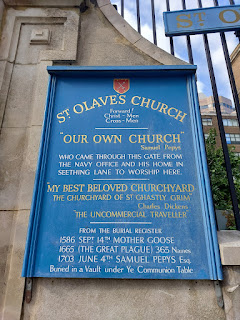 ST OLAVES CHURCH
Forward!
Christ-Men
Cross-Men
"OUR OWN CHURCH"
Samuel Pepys
WHO CAME THROUGH THIS GATE FROM
THE NAVY OFFICE AND HIS HOME IN
SEETHING LANE TO WORSHIP HERE.
"MY BEST BELOVED CHURCHYARD
THE CHURCHYARD OF ST GHASTLY GRIM"
Charles Dickens
"THE UNCOMMERCIAL TRAVELLER"
FROM THE BURIAL REGISTER
1586 SEPT 14TH MOTHER GOOSE
1665 (THE GREAT PLAGUE) 365 Names
1703 JUNE 4TH SAMUEL PEPYS Esq.
Buried in a Vault under Ye Communion Table
ST